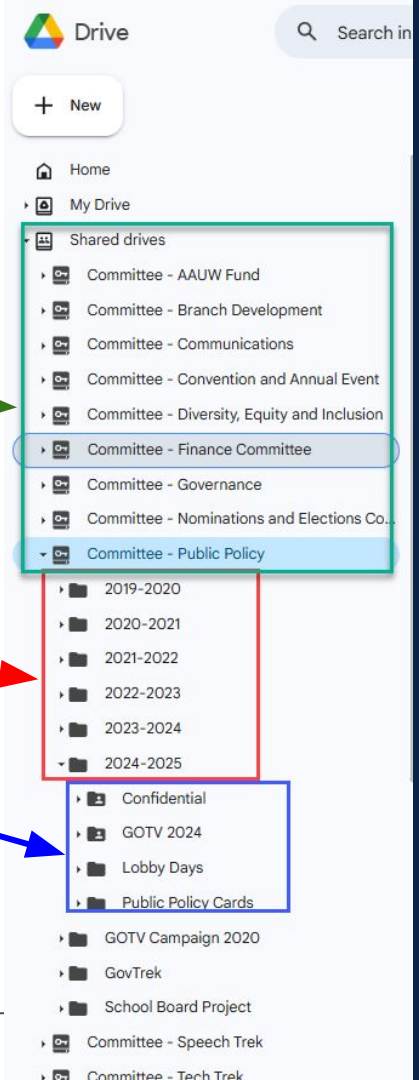 Drive
Search in
New
Home
My Drive
Shared drives
Committee - AAUW Fund
Committee - Branch Development
Committee - Communications
Committee - Convention and Annual Event
Committee - Diversity, Equity and Inclusion
Committee - Finance Committee
Committee - Governance
Committee - Nominations and Elections Co...
Committee - Public Policy
2019-2020
2020-2021
2021-2022
2022-2023
2023-2024
2024-2025
Confidential
GOTV 2024
Lobby Days
Public Policy Cards
GOTV Campaign 2020
GovTrek
School Board Project
Committee - Speech Trek
Committee - Tech Trek